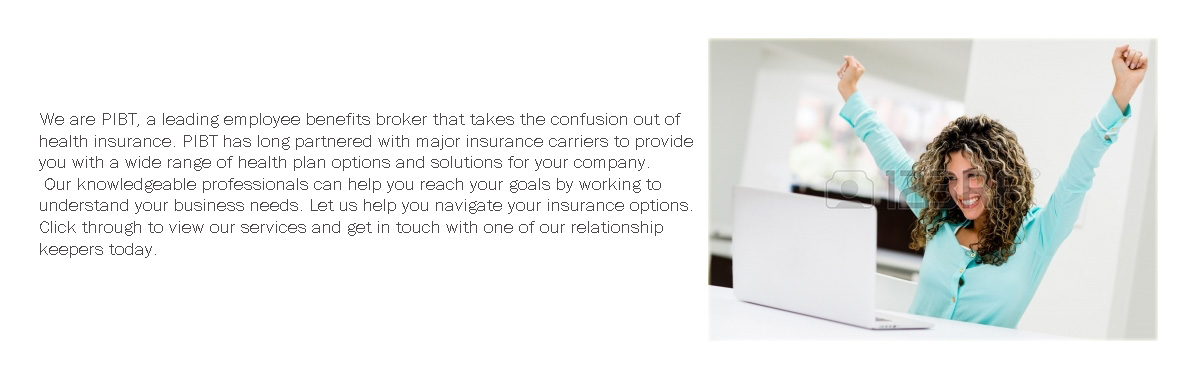 We are PIBT, a leading employee benefits broker that takes the confusion out of
health insurance. PIBT has long partnered with major insurance carriers to provide
you with a wide range of health plan options and solutions for your company.
Our knowledgeable professionals can help you reach your goals by working to
understand your business needs. Let us help you navigate your insurance options.
Click through to view our services and get in touch with one of our relationship
keepers today.